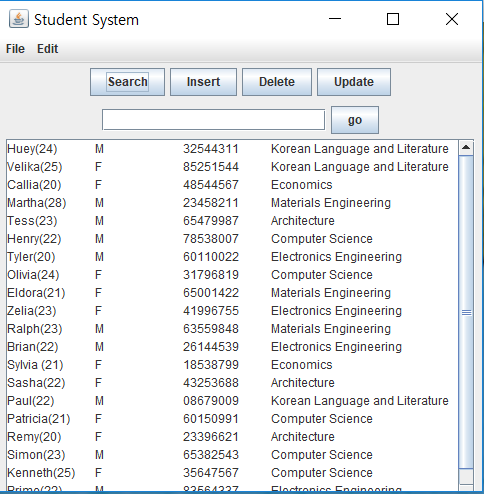 Student System
File Edit
Search Insert Delete Update
go
Huey(24) M 32544311 Korean Language and Literature
Velika(25) F 85251544 Korean Language and Literature
Callia(20) F 48544567 Economics
Martha(28) M 23458211 Materials Engineering
Tess(23) M 65479987 Architecture
Henry(22) M 78538007 Computer Science
Tyler(20) M 60110022 Electronics Engineering
Olivia(24) F 31796819 Computer Science
Eldora(21) F 65001422 Materials Engineering
Zelia(23) F 41996755 Electronics Engineering
Ralph(23) M 63559848 Materials Engineering
Brian(22) M 26144539 Electronics Engineering
Sylvia (21) F 18538799 Economics
Sasha(22) F 43253688 Architecture
Paul(22) M 08679009 Korean Language and Literature
Patricia(21) F 60150991 Computer Science
Remy(20) F 23396621 Architecture
Simon(23) M 65382543 Computer Science
Kenneth(25) F 35647567 Computer Science
Primo(22) M 83564337 Electronics Engineering